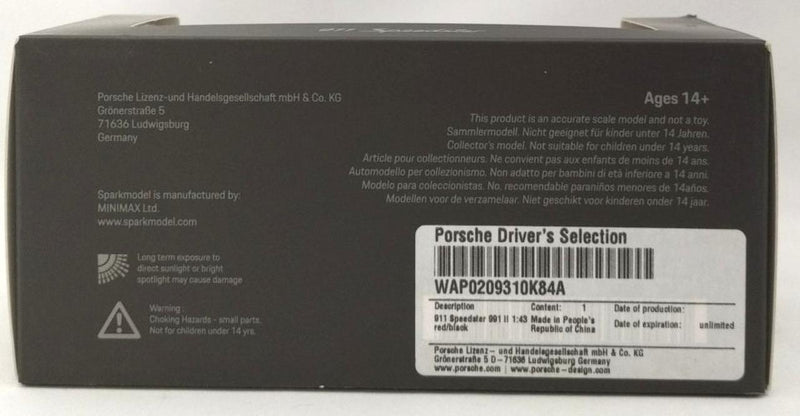 911 Speedster
Porsche Lizenz-und Handelsgesellschaft mbH & Co. KG
Grönerstraße 5
71636 Ludwigsburg
Germany
Ages 14+
This product is an accurate scale model and not a toy.
Sammlermodell. Nicht geeignet für kinder unter 14 Jahren.
Collector's model. Not suitable for children under 14 years.
Article pour collectionneurs. Ne convient pas aux enfants de moins de 14 ans.
Automodello per collezionismo. Non adatto per bambini di età inferiore a 14 anni.
Modelo para coleccionistas. No. recomendable paraniños menores de 14años.
Modellen voor de verzamelaar. Niet geschikt voor kinderen onder 14 jaar.
Sparkmodel is manufactured by:
MINIMAX Ltd.
www.sparkmodel.com
Long term exposure to
direct sunlight or bright
spotlight may cause damage
Warning:
Choking Hazards - small parts.
Not for children under 14 yrs.
Porsche Driver's Selection
WAP0209310K84A
Description Content: 1 Date of production:
911 Speedster 991 II 1:43 Made in People's
red/black Republic of China Date of expiration: unlimited
Porsche Lizenz- und Handelsgesellschaft mbH & Co. KG
Grönerstraße 5 D-71636 Ludwigsburg Germany
www.porsche.com | www.porsche-design.com